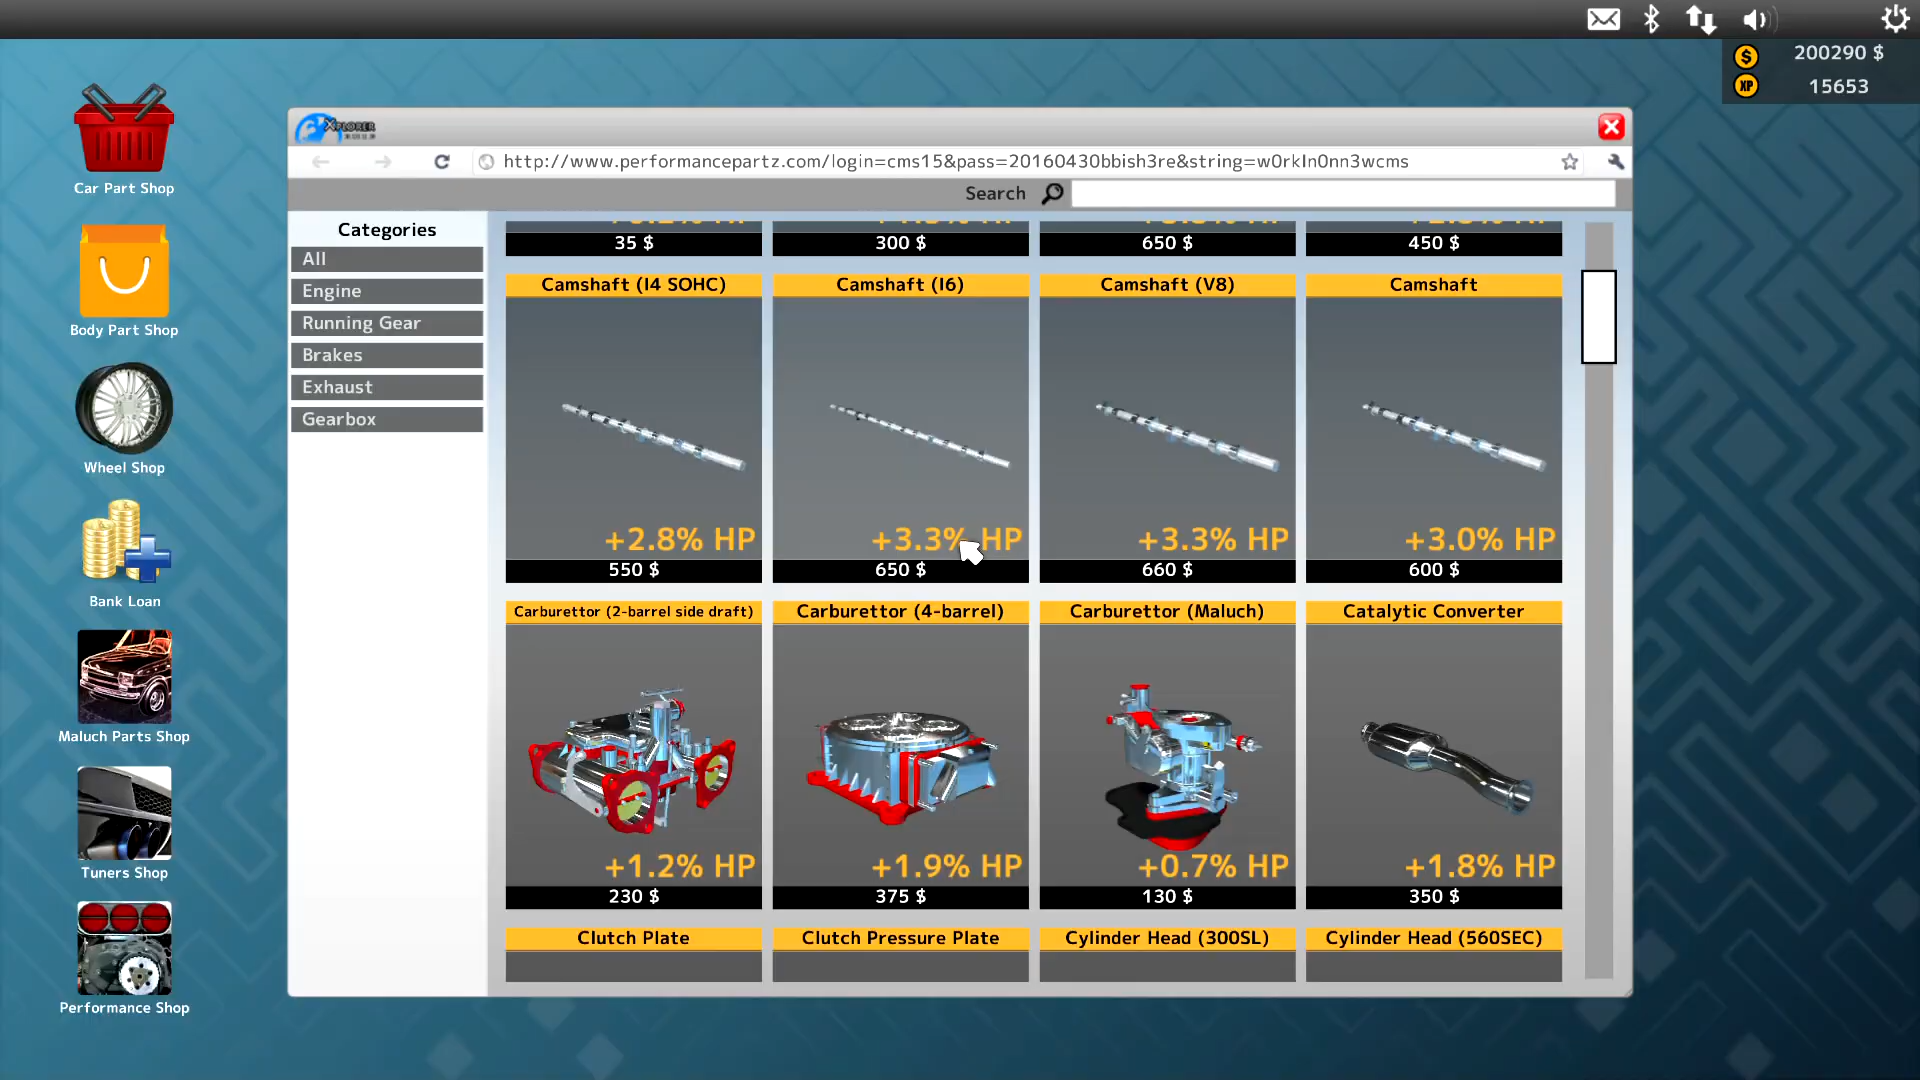 200290 $
XP 15653
Car Part Shop
Body Part Shop
Wheel Shop
Bank Loan
Maluch Parts Shop
Tuners Shop
Performance Shop
XPLORER
http://www.performancepartz.com/login=cms15&pass=20160430bbish3re&string=w0rkIn0nn3wcms
Search
Categories
All
Engine
Running Gear
Brakes
Exhaust
Gearbox
35 $
300 $
650 $
450 $
Camshaft (I4 SOHC)
+2.8% HP
550 $
Camshaft (I6)
+3.3% HP
650 $
Camshaft (V8)
+3.3% HP
660 $
Camshaft
+3.0% HP
600 $
Carburettor (2-barrel side draft)
+1.2% HP
230 $
Carburettor (4-barrel)
+1.9% HP
375 $
Carburettor (Maluch)
+0.7% HP
130 $
Catalytic Converter
+1.8% HP
350 $
Clutch Plate
Clutch Pressure Plate
Cylinder Head (300SL)
Cylinder Head (560SEC)